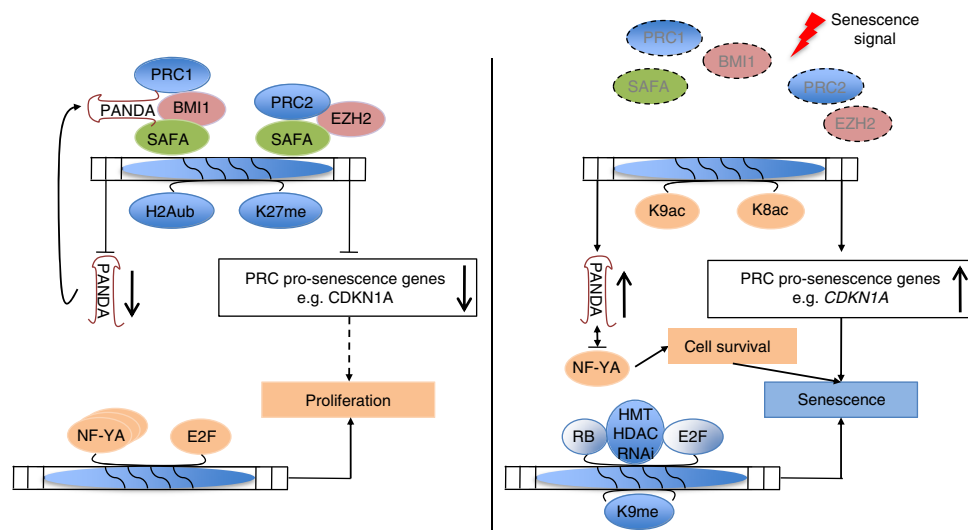 PRC1
PANDA
BMI1
SAFA
PRC2
EZH2
SAFA
H2Aub
K27me
PANDA
PRC pro-senescence genes
e.g. CDKN1A
Proliferation
NF-YA
E2F
Senescence
signal
PRC1
BMI1
SAFA
PRC2
EZH2
K9ac
K8ac
PANDA
PRC pro-senescence genes
e.g. CDKN1A
NF-YA
Cell survival
Senescence
RB
HMT
HDAC
RNAi
E2F
K9me